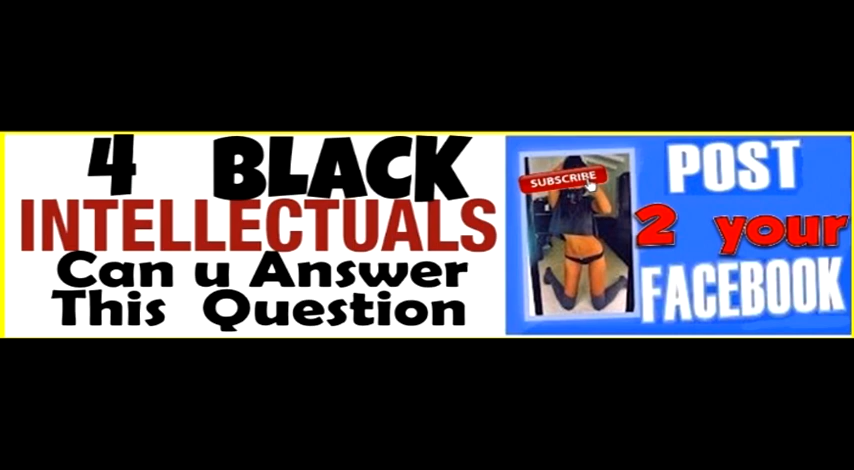 4 BLACK
INTELLECTUALS
Can u Answer
This Question
SUBSCRIBE
POST
2 your
FACEBOOK